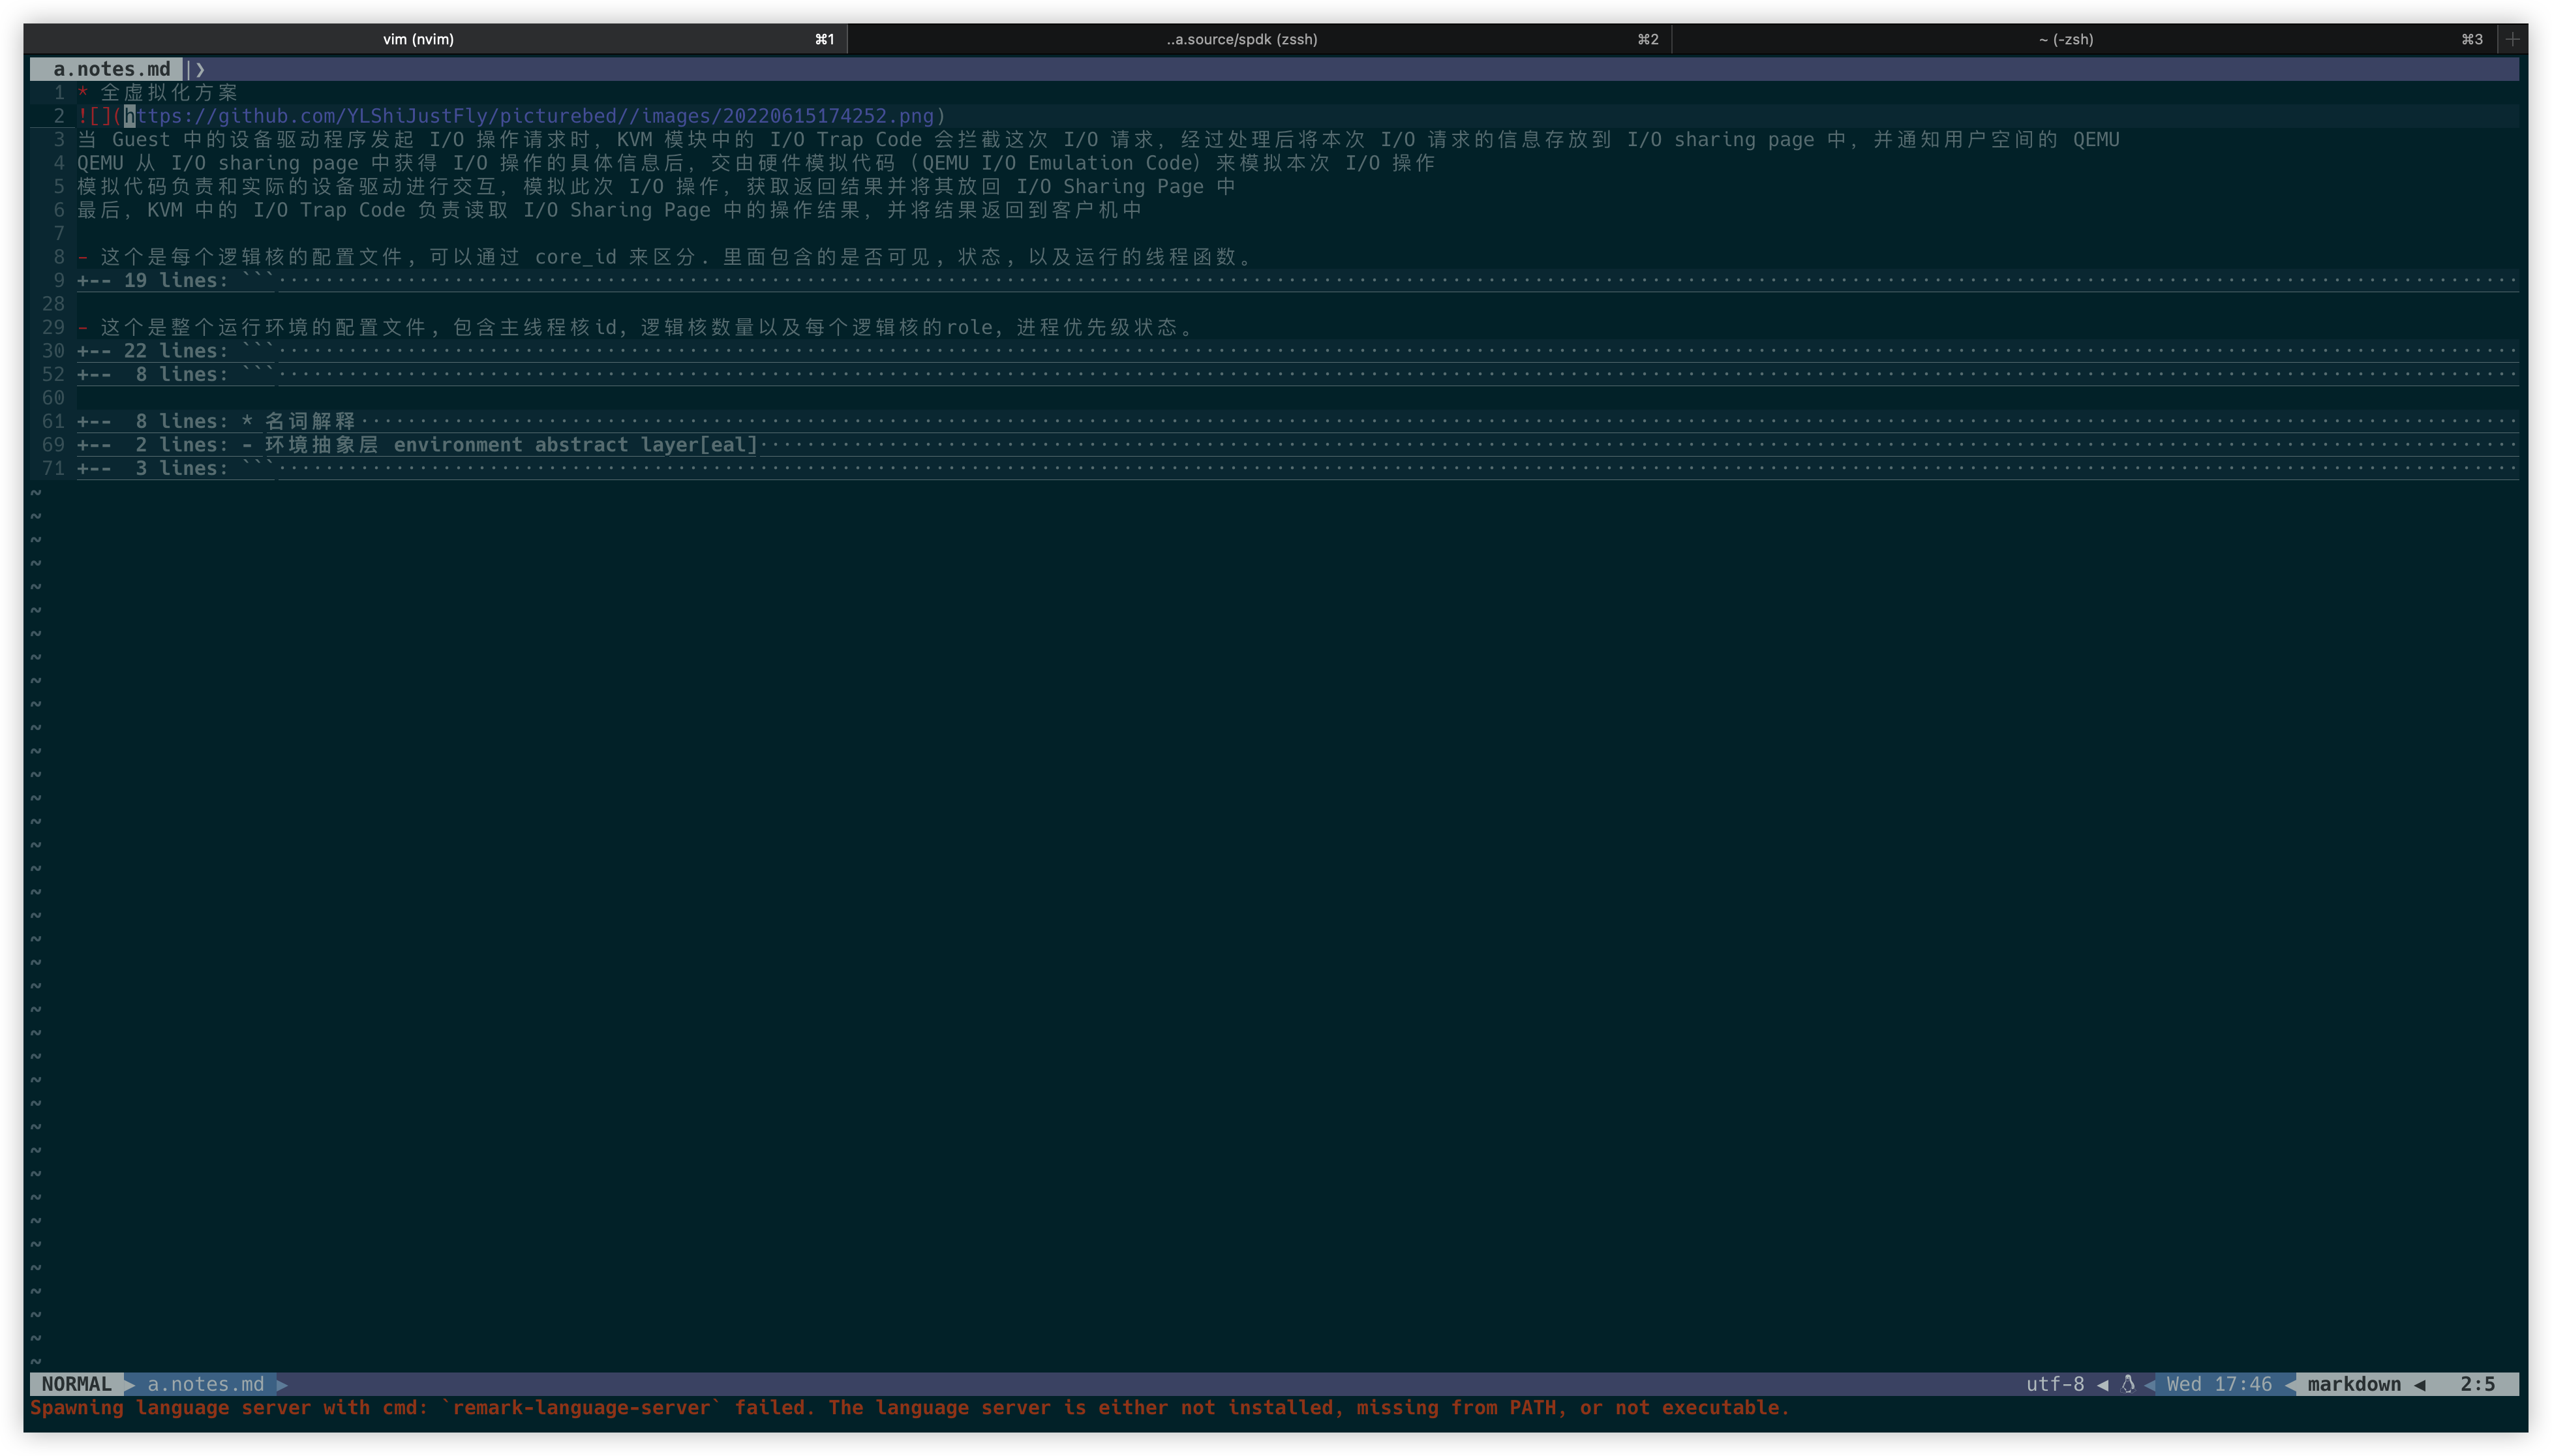 vim (nvim) ⌘1 ..a.source/spdk (zssh) ⌘2 ~ (-zsh) ⌘3 +
a.notes.md |❯
1 * 全虚拟化方案
2 ![](https://github.com/YLShiJustFly/picturebed//images/20220615174252.png)
3 当 Guest 中的设备驱动程序发起 I/O 操作请求时, KVM 模块中的 I/O Trap Code 会拦截这次 I/O 请求, 经过处理后将本次 I/O 请求的信息存放到 I/O sharing page 中, 并通知用户空间的 QEMU
4 QEMU 从 I/O sharing page 中获得 I/O 操作的具体信息后, 交由硬件模拟代码 (QEMU I/O Emulation Code) 来模拟本次 I/O 操作
5 模拟代码负责和实际的设备驱动进行交互, 模拟此次 I/O 操作, 获取返回结果并将其放回 I/O Sharing Page 中
6 最后, KVM 中的 I/O Trap Code 负责读取 I/O Sharing Page 中的操作结果, 并将结果返回到客户机中
7
8 - 这个是每个逻辑核的配置文件, 可以通过 core_id 来区分. 里面包含的是否可见, 状态, 以及运行的线程函数。
9 +-- 19 lines: ```
28
29 - 这个是整个运行环境的配置文件, 包含主线程核id, 逻辑核数量以及每个逻辑核的role, 进程优先级状态。
30 +-- 22 lines: ```
52 +-- 8 lines: ```
60
61 +-- 8 lines: * 名词解释
69 +-- 2 lines: - 环境抽象层 environment abstract layer[eal]
71 +-- 3 lines: ```
NORMAL a.notes.md utf-8 Wed 17:46 markdown 2:5
Spawning language server with cmd: `remark-language-server` failed. The language server is either not installed, missing from PATH, or not executable.